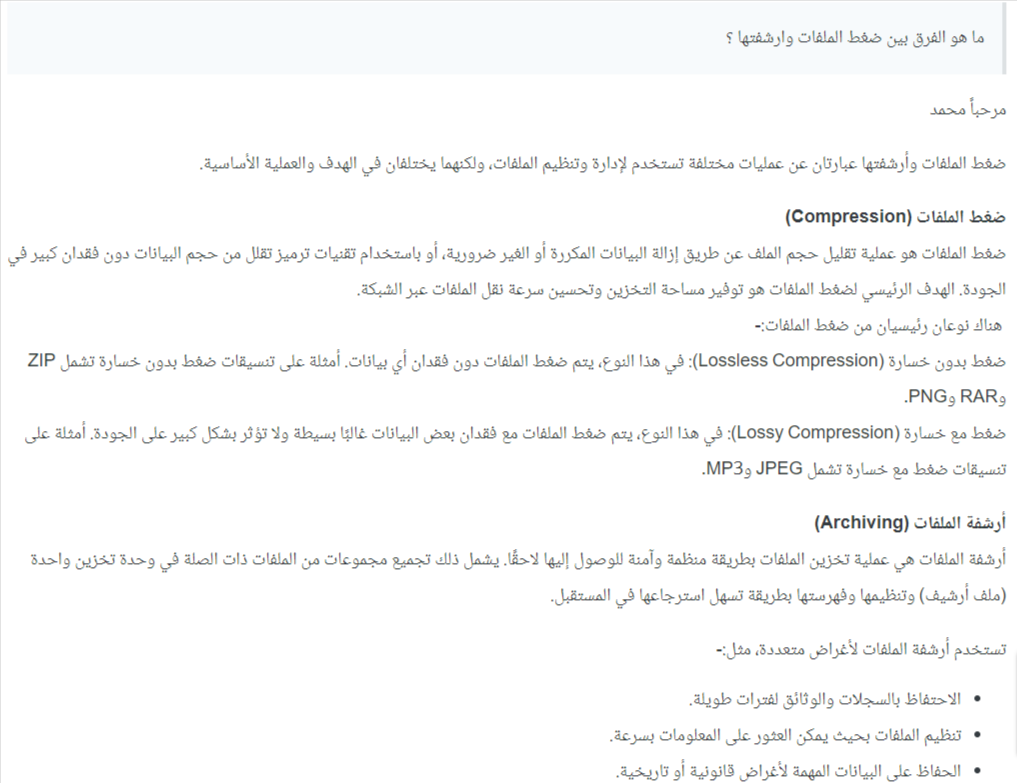 ما هو الفرق بين ضغط الملفات وارشفتها ؟
مرحباً محمد
ضغط الملفات وأرشفتها عبارتان عن عمليات مختلفة تستخدم لإدارة وتنظيم الملفات، ولكنهما يختلفان في الهدف والعملية الأساسية.
ضغط الملفات (Compression)
ضغط الملفات هو عملية تقليل حجم الملف عن طريق إزالة البيانات المكررة أو الغير ضرورية، أو باستخدام تقنيات ترميز تقلل من حجم البيانات دون فقدان كبير في
الجودة. الهدف الرئيسي لضغط الملفات هو توفير مساحة التخزين وتحسين سرعة نقل الملفات عبر الشبكة.
هناك نوعان رئيسيان من ضغط الملفات:-
ضغط بدون خسارة (Lossless Compression): في هذا النوع، يتم ضغط الملفات دون فقدان أي بيانات. أمثلة على تنسيقات ضغط بدون خسارة تشمل ZIP
وRAR وPNG.
ضغط مع خسارة (Lossy Compression): في هذا النوع، يتم ضغط الملفات مع فقدان بعض البيانات غالبًا بسيطة ولا تؤثر بشكل كبير على الجودة. أمثلة على
تنسيقات ضغط مع خسارة تشمل JPEG وMP3.
أرشفة الملفات (Archiving)
أرشفة الملفات هي عملية تخزين الملفات بطريقة منظمة وآمنة للوصول إليها لاحقًا. يشمل ذلك تجميع مجموعات من الملفات ذات الصلة في وحدة تخزين واحدة
(ملف أرشيف) وتنظيمها وفهرستها بطريقة تسهل استرجاعها في المستقبل.
تستخدم أرشفة الملفات لأغراض متعددة، مثل:-
• الاحتفاظ بالسجلات والوثائق لفترات طويلة.
• تنظيم الملفات بحيث يمكن العثور على المعلومات بسرعة.
• الحفاظ على البيانات المهمة لأغراض قانونية أو تاريخية.